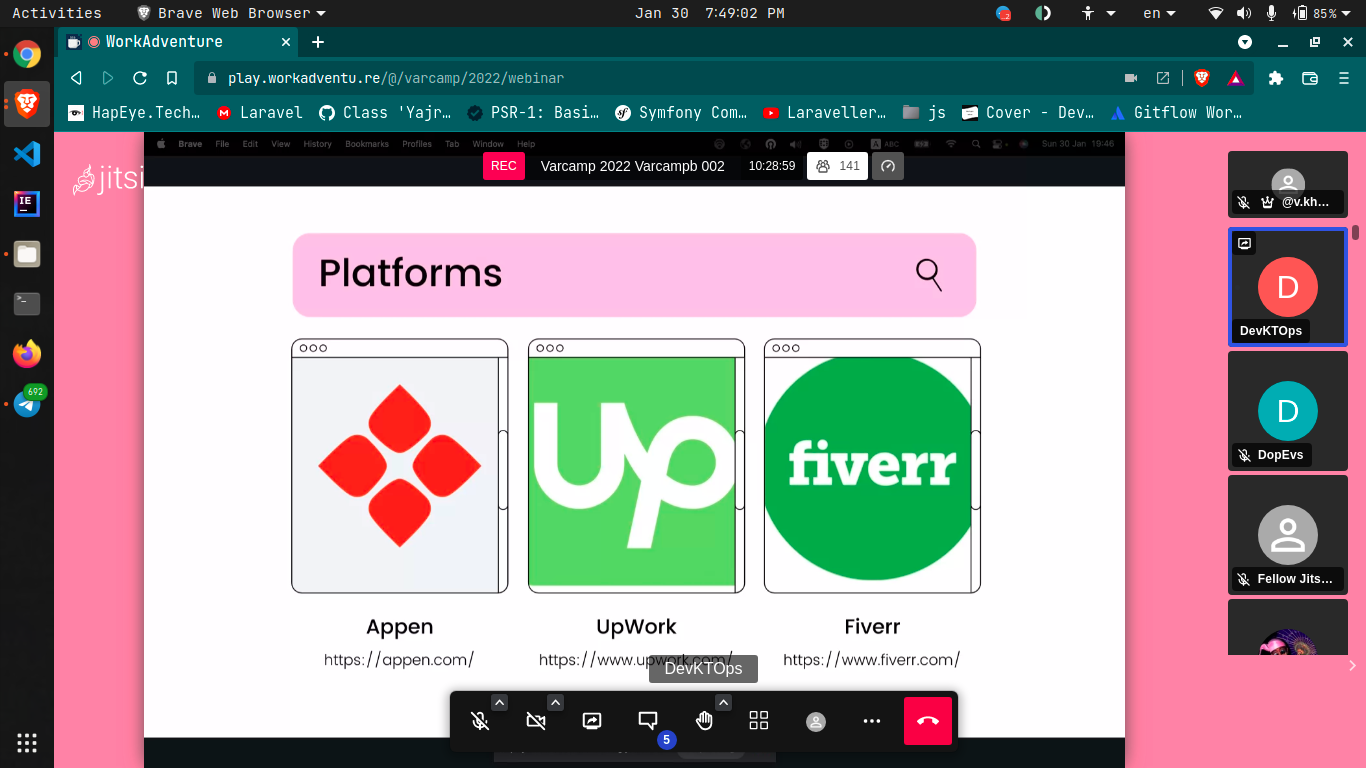 Activities
Brave Web Browser
Jan 30 7:49:02 PM
2
en
85%
WorkAdventure
play.workadventu.re/@/varcamp/2022/webinar
HapEye.Tech…
Laravel
Class 'Yajr…
PSR-1: Basi…
Symfony Com…
Laraveller…
js
Cover - Dev…
Gitflow Wor…
Brave File Edit View History Bookmarks Profiles Tab Window Help
ABC
Sun 30 Jan 19:46
jitsi
REC
Varcamp 2022 Varcampb 002
10:28:59
141
Platforms
Up
fiverr
Appen
UpWork
Fiverr
https://appen.com/
https://www.upwork.com/
https://www.fiverr.com/
DevKTOps
5
@v.kh…
D
DevKTOps
D
DopEvs
Fellow Jits…
IE
692